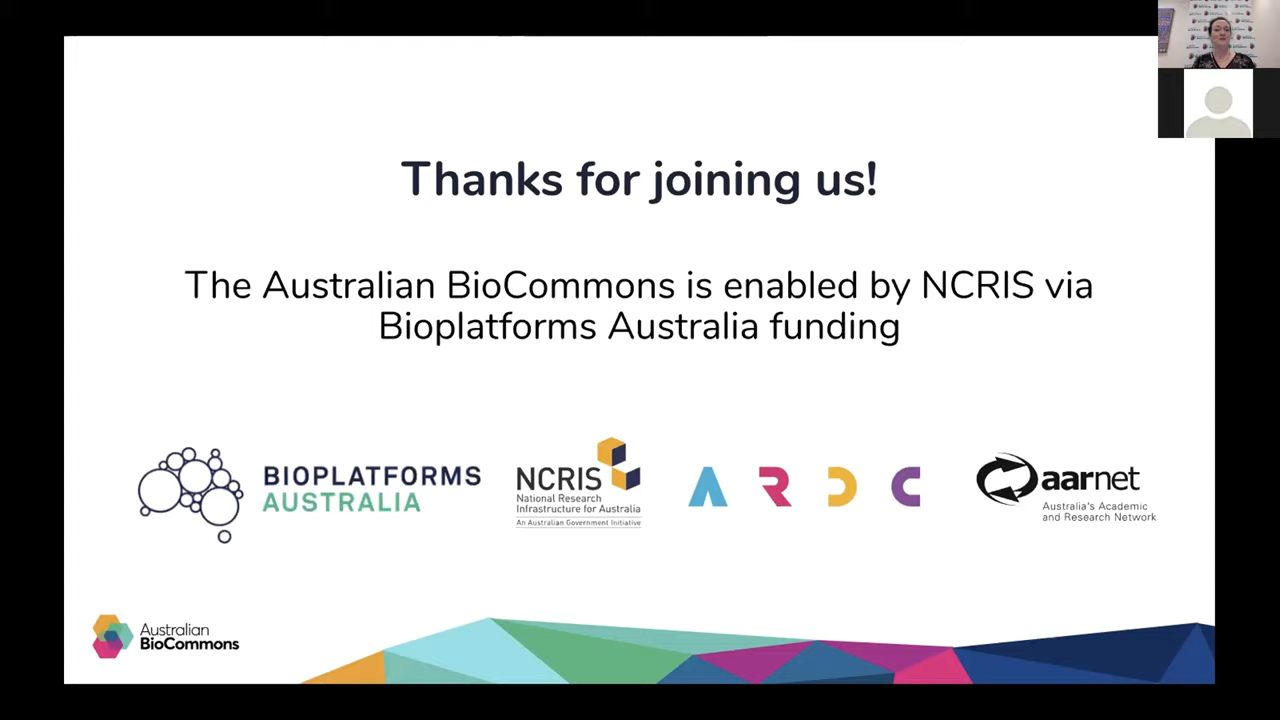 Thanks for joining us!
The Australian BioCommons is enabled by NCRIS via
Bioplatforms Australia funding
BIOPLATFORMS
AUSTRALIA
NCRIS
National Research
Infrastructure for Australia
An Australian Government Initiative
ARDC
aarnet
Australia's Academic
and Research Network
Australian
BioCommons